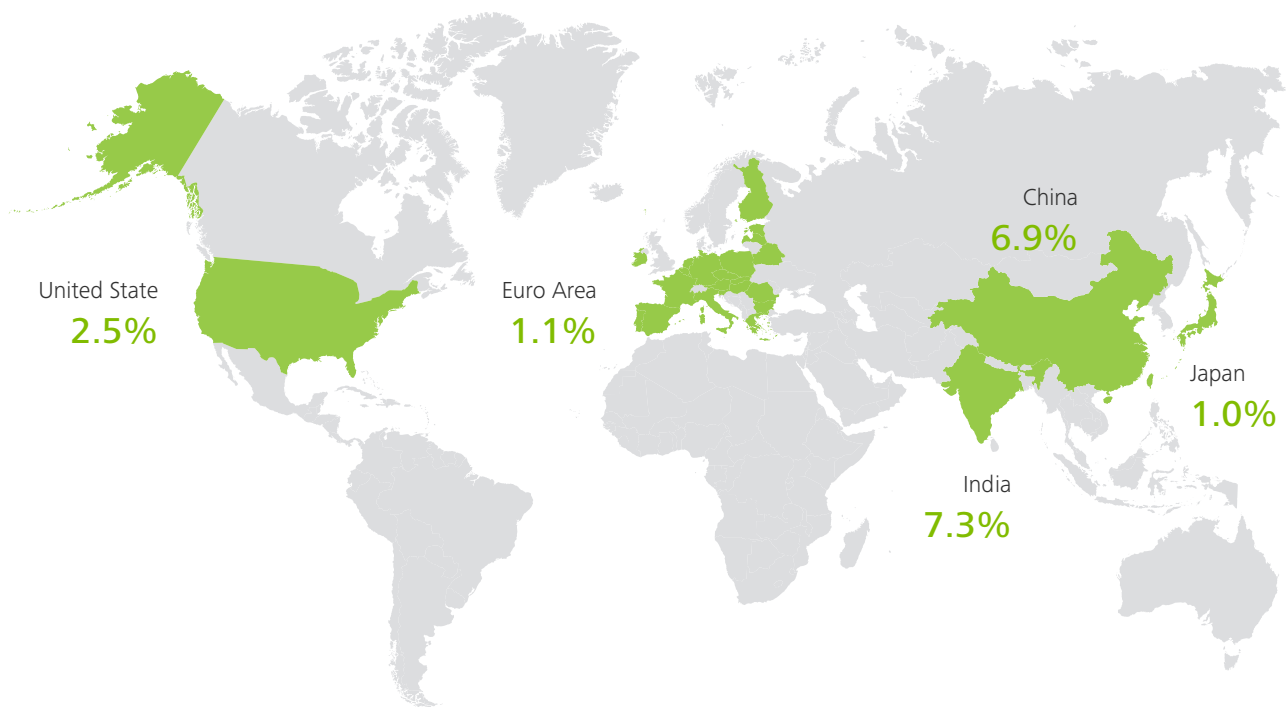 China
6.9%
United State
2.5%
Euro Area
1.1%
Japan
1.0%
India
7.3%